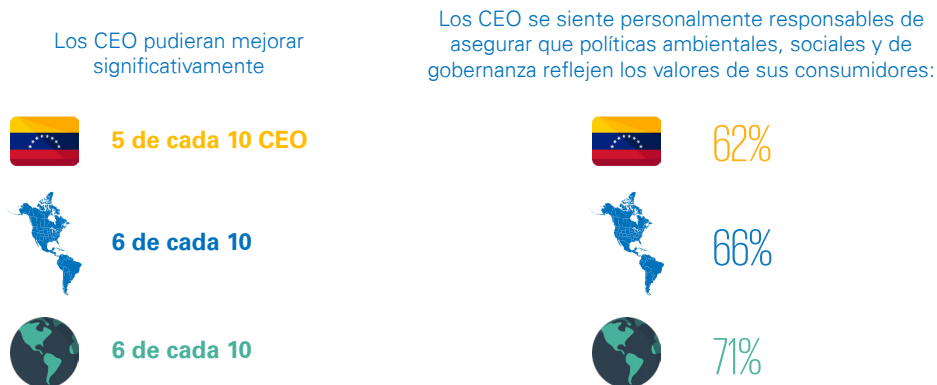 Los CEO pudieran mejorar
significativamente
5 de cada 10 CEO
6 de cada 10
6 de cada 10
Los CEO se siente personalmente responsables de
asegurar que políticas ambientales, sociales y de
gobernanza reflejen los valores de sus consumidores:
62%
66%
71%